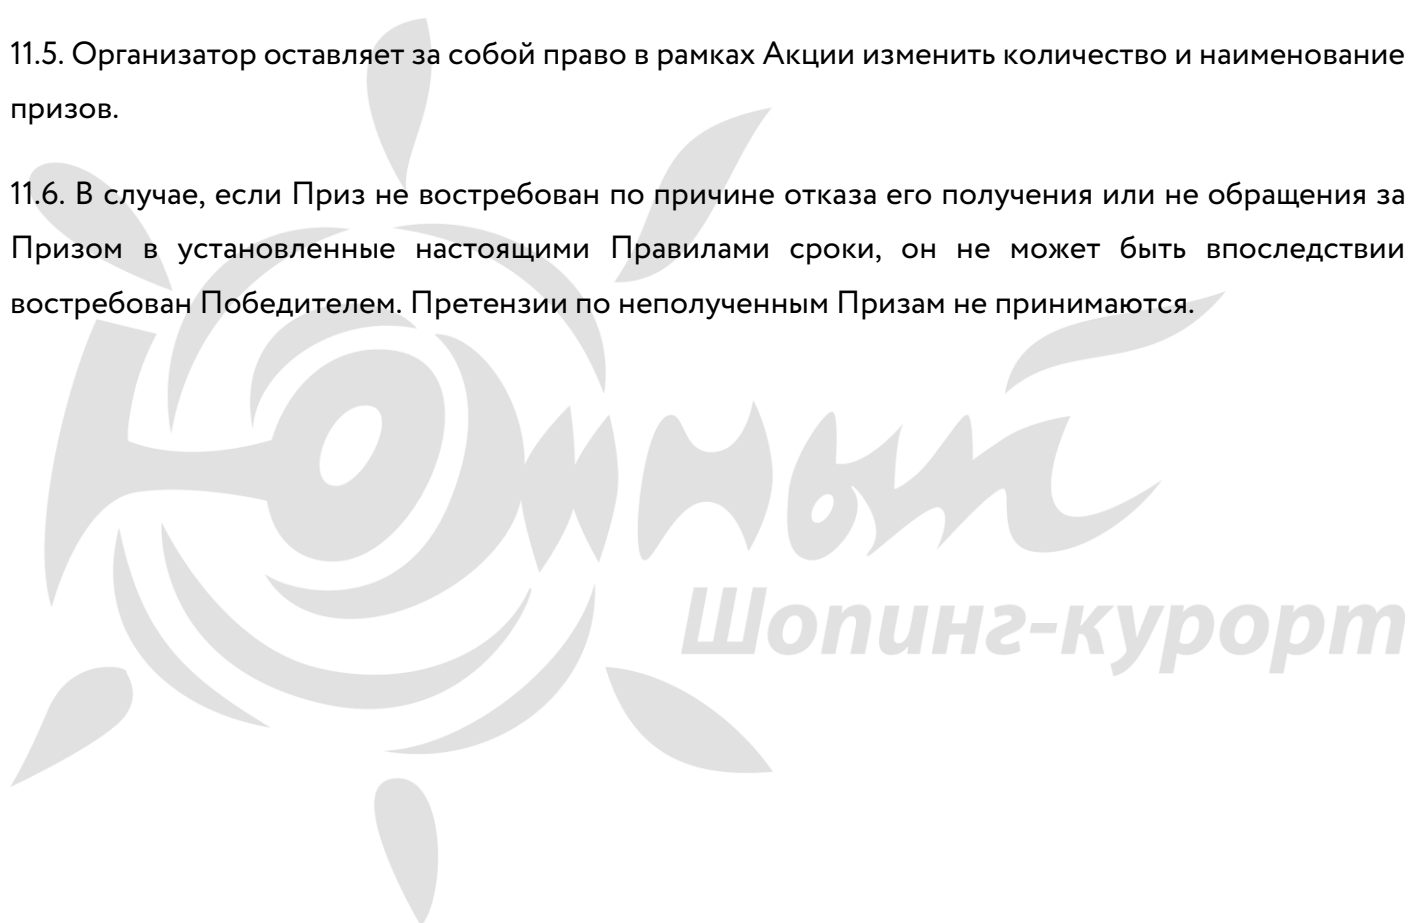 11.5. Организатор оставляет за собой право в рамках Акции изменить количество и наименование
призов.
11.6. В случае, если Приз не востребован по причине отказа его получения или не обращения за
Призом в установленные настоящими Правилами сроки, он не может быть впоследствии
востребован Победителем. Претензии по неполученным Призам не принимаются.
Южный
Шопинг-курорт